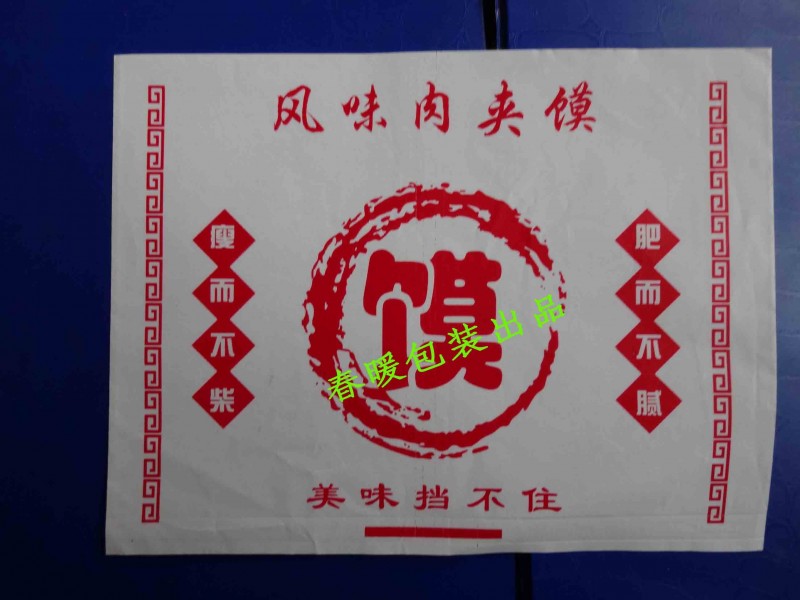 风味肉夹馍
瘦而不柴
馍
肥而不腻
春暖包装出品
美味挡不住